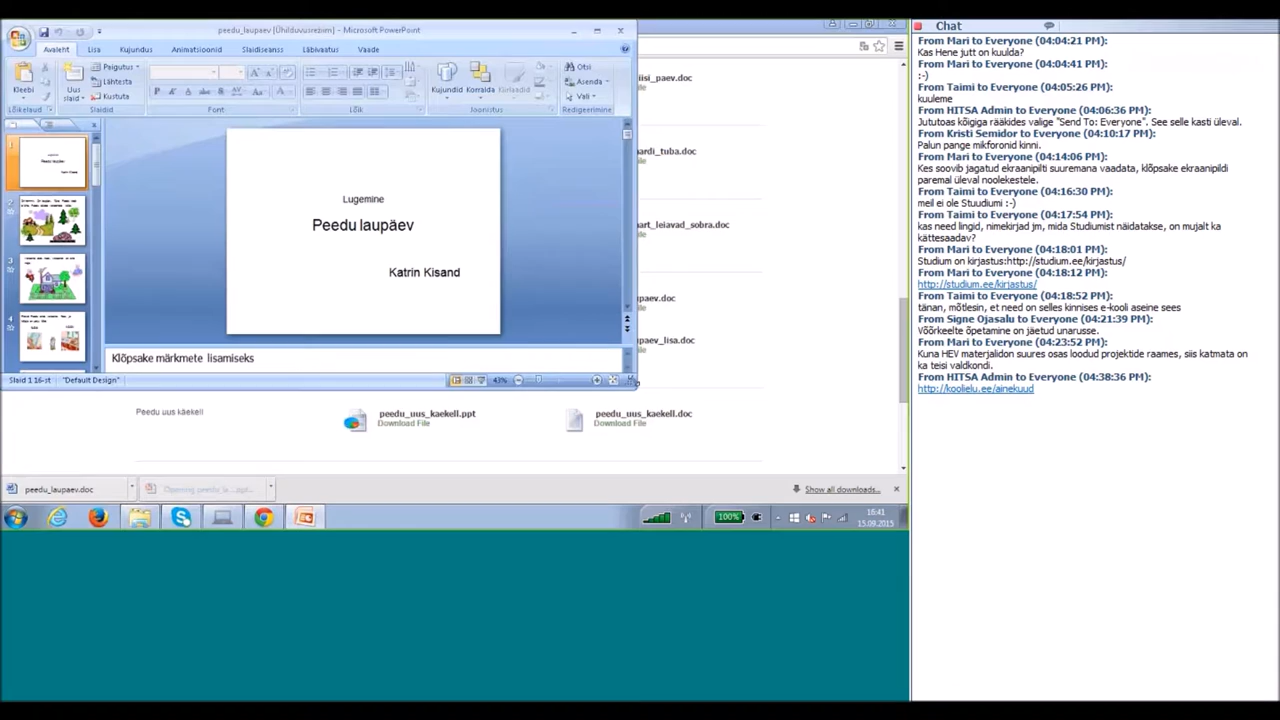 peedu_laupaev [Ühilduvusrežiim] - Microsoft PowerPoint
Avaleht Lisa Kujundus Animatsioonid Slaidiseanss Läbivaatus Vaade
Kleebi
Uus slaid
Paigutus
Lähtesta
Kustuta
Kujundid Korralda Kiirlaadid
Otsi
Asenda
Vali
Lõikelaud Slaidid Font Lõik Joonistus Redigeerimine
Lugemine
Peedu laupäev
Katrin Kisand
1
2
3
4
Klõpsake märkmete lisamiseks
Slaid 1 16-st "Default Design" 43%
iisi_paev.doc
ardi_tuba.doc
art_leiavad_sobra.doc
upaev.doc
upaev_lisa.doc
Peedu uus käekell
peedu_uus_kaekell.ppt
Download File
peedu_uus_kaekell.doc
Download File
peedu_laupaev.doc
Show all downloads...
100%
16:41
15.09.2015
Chat
From Mari to Everyone (04:04:21 PM):
Kas Hene jutt on kuulda?
From Mari to Everyone (04:04:41 PM):
:-)
From Taimi to Everyone (04:05:26 PM):
kuuleme
From HITSA Admin to Everyone (04:06:36 PM):
Jututoas kõigiga rääkides valige "Send To: Everyone". See selle kasti üleval.
From Kristi Semidor to Everyone (04:10:17 PM):
Palun pange mikforonid kinni.
From Mari to Everyone (04:14:06 PM):
Kes soovib jagatud ekraanipilti suuremana vaadata, klõpsake ekraanipildi
paremal üleval noolekestele.
From Taimi to Everyone (04:16:30 PM):
meil ei ole Stuudiumi :-)
From Taimi to Everyone (04:17:54 PM):
kas need lingid, nimekirjad jm, mida Studiumist näidatakse, on mujalt ka
kättesaadav?
From Mari to Everyone (04:18:01 PM):
Studium on kirjastus:http://studium.ee/kirjastus/
From Mari to Everyone (04:18:12 PM):
http://studium.ee/kirjastus/
From Taimi to Everyone (04:18:52 PM):
tänan, mõtlesin, et need on selles kinnises e-kooli aseine sees
From Signe Ojasalu to Everyone (04:21:39 PM):
Võõrkeelte õpetamine on jäetud unarusse.
From Mari to Everyone (04:23:52 PM):
Kuna HEV materjalidon suures osas loodud projektide raames, siis katmata on
ka teisi valdkondi.
From HITSA Admin to Everyone (04:38:36 PM):
http://koolielu.ee/ainekuud